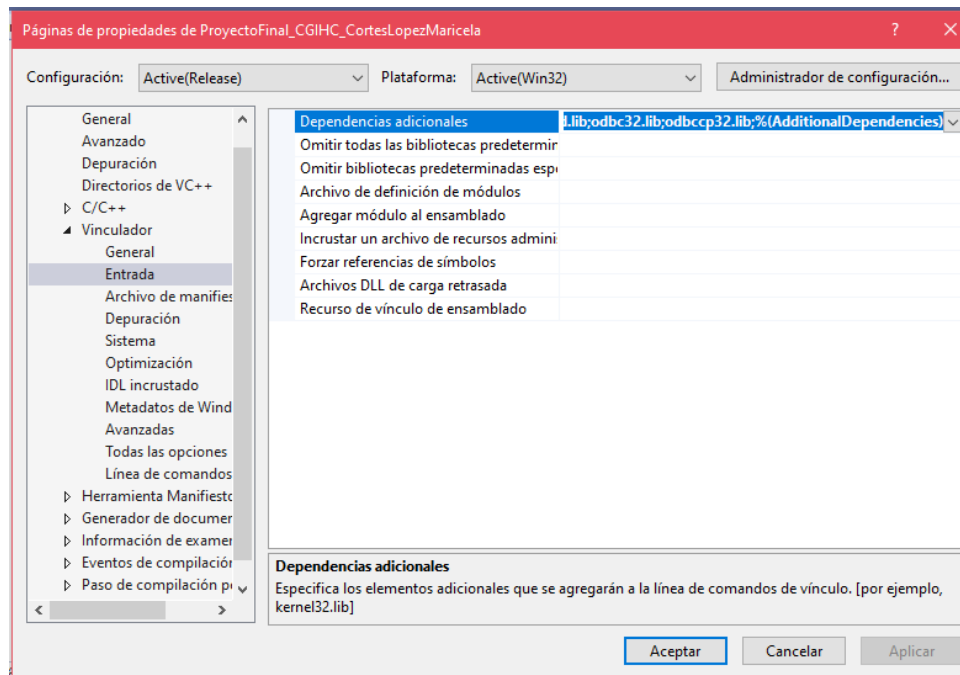 Páginas de propiedades de ProyectoFinal_CGIHC_CortesLopezMaricela ? ×
Configuración: Active(Release) Plataforma: Active(Win32) Administrador de configuración...
General
Avanzado
Depuración
Directorios de VC++
C/C++
Vinculador
General
Entrada
Archivo de manifies
Depuración
Sistema
Optimización
IDL incrustado
Metadatos de Wind
Avanzadas
Todas las opciones
Línea de comandos
Herramienta Manifiesto
Generador de documer
Información de examer
Eventos de compilación
Paso de compilación p
Dependencias adicionales d.lib;odbc32.lib;odbccp32.lib;%(AdditionalDependencies)
Omitir todas las bibliotecas predetermin
Omitir bibliotecas predeterminadas espe
Archivo de definición de módulos
Agregar módulo al ensamblado
Incrustar un archivo de recursos adminis
Forzar referencias de símbolos
Archivos DLL de carga retrasada
Recurso de vínculo de ensamblado
Dependencias adicionales
Especifica los elementos adicionales que se agregarán a la línea de comandos de vínculo. [por ejemplo,
kernel32.lib]
Aceptar Cancelar Aplicar